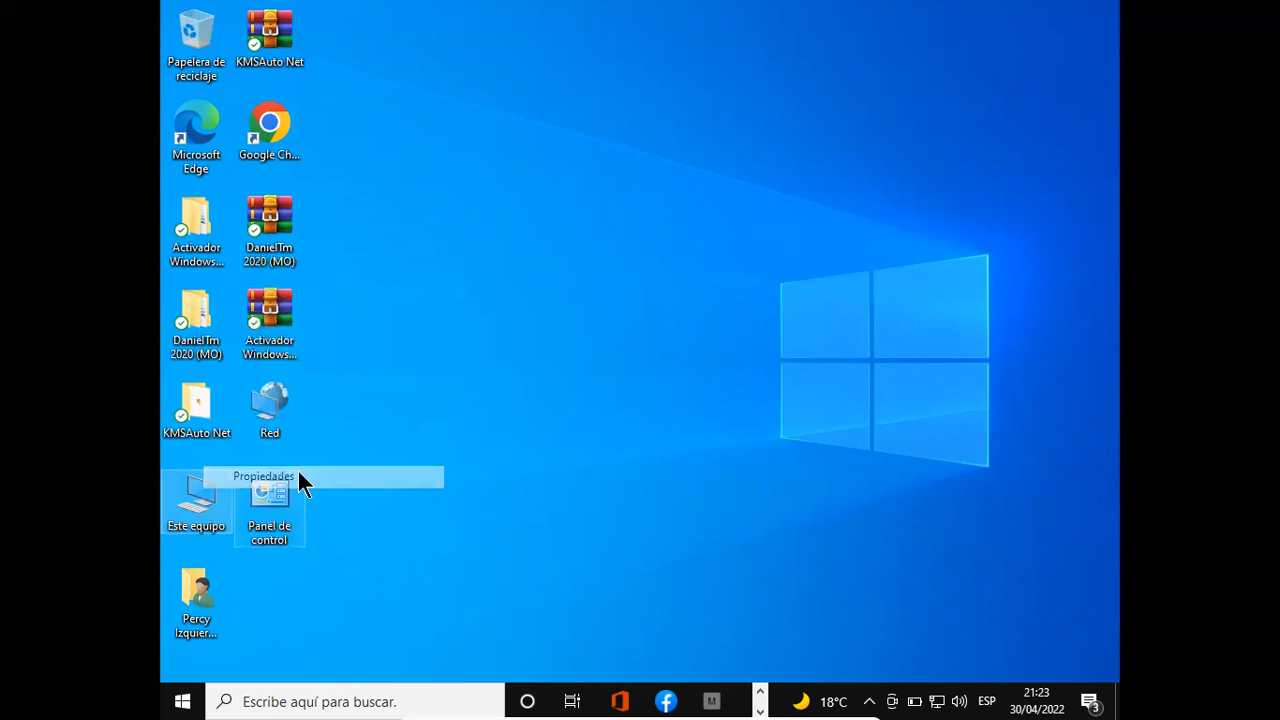 Papelera de
reciclaje
KMSAuto Net
Microsoft
Edge
Google Ch...
Activador
Windows...
DanielTm
2020 (MO)
DanielTm
2020 (MO)
Activador
Windows...
KMSAuto Net
Red
Propiedades
Este equipo
Panel de
control
Percy
Izquier...
Escribe aquí para buscar.
M
18°C
ESP
21:23
30/04/2022
3